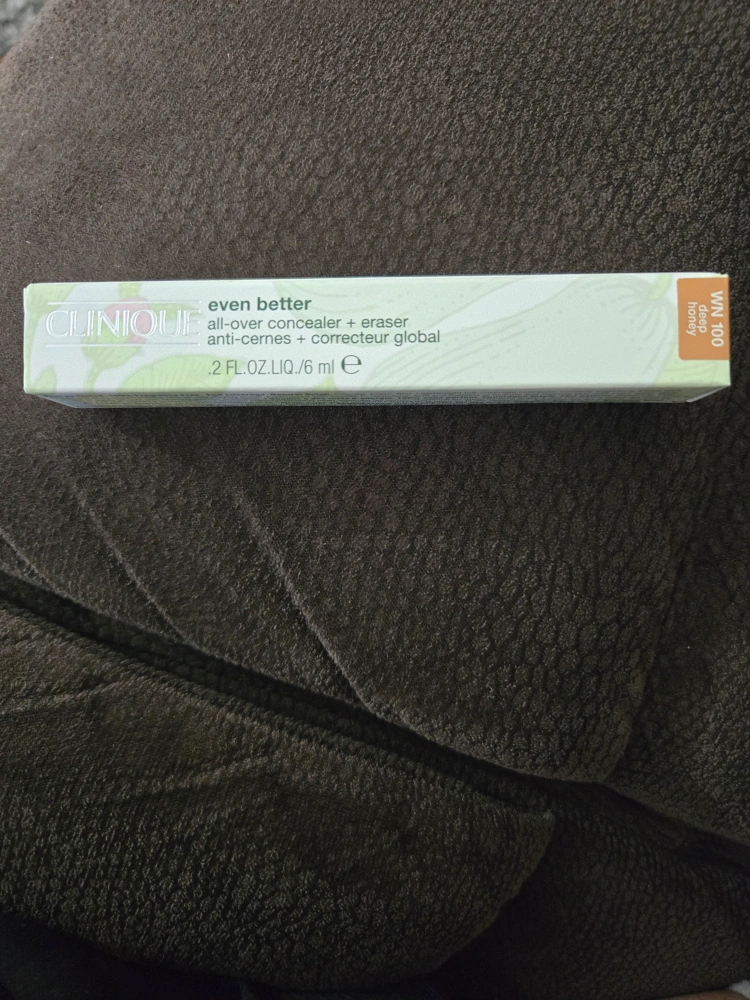 CLINIQUE
even better
all-over concealer + eraser
anti-cernes + correcteur global
.2 FL.OZ.LIQ./6 ml ℮
WN 100
deep
honey